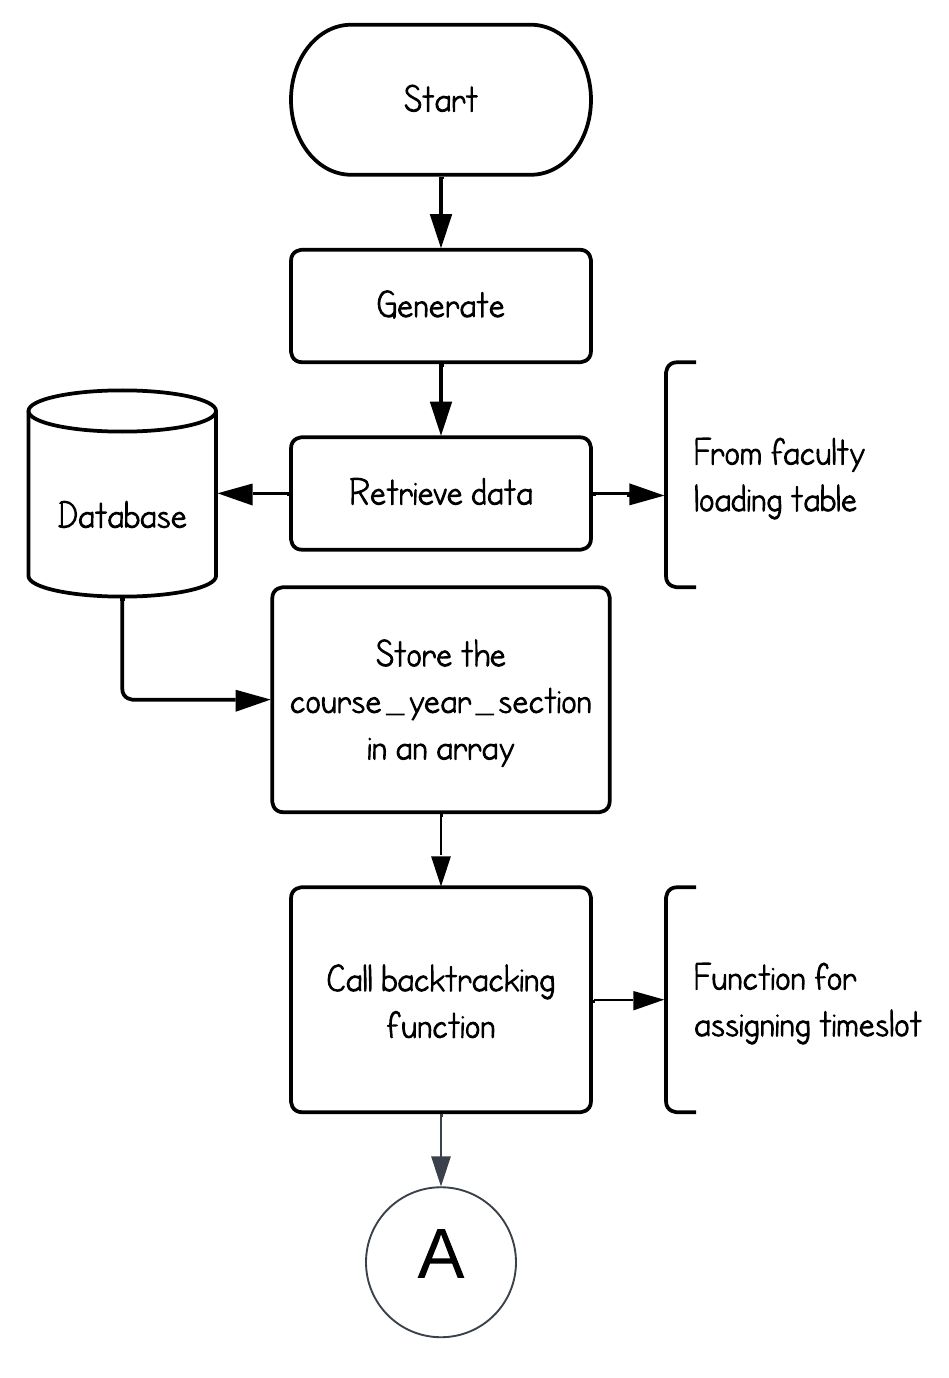 Start
Generate
Retrieve data
From faculty
loading table
Database
Store the
course_year_section
in an array
Call backtracking
function
Function for
assigning timeslot
A